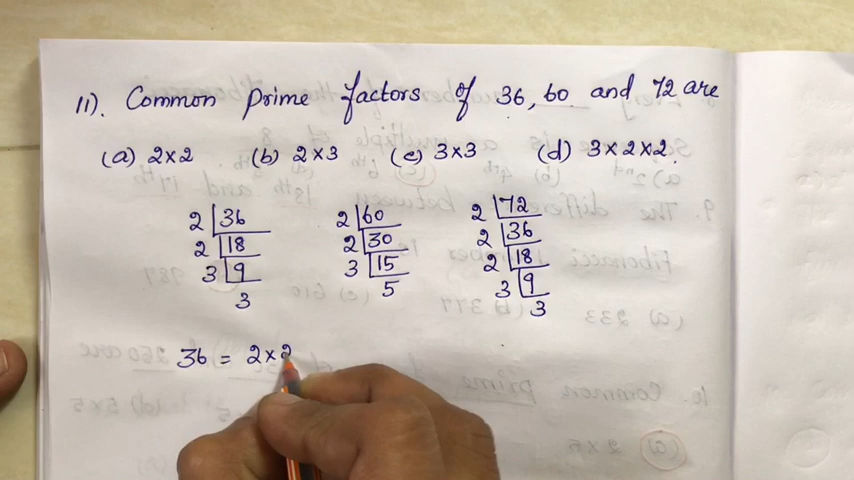 11). Common prime factors of 36, 60 and 72 are
(a) 2×2 (b) 2×3 (c) 3×3 (d) 3×2×2.
2 36 2 60 2 72
2 18 2 30 2 36
3 9 3 15 2 18
3 5 3 9
3
36 = 2×2